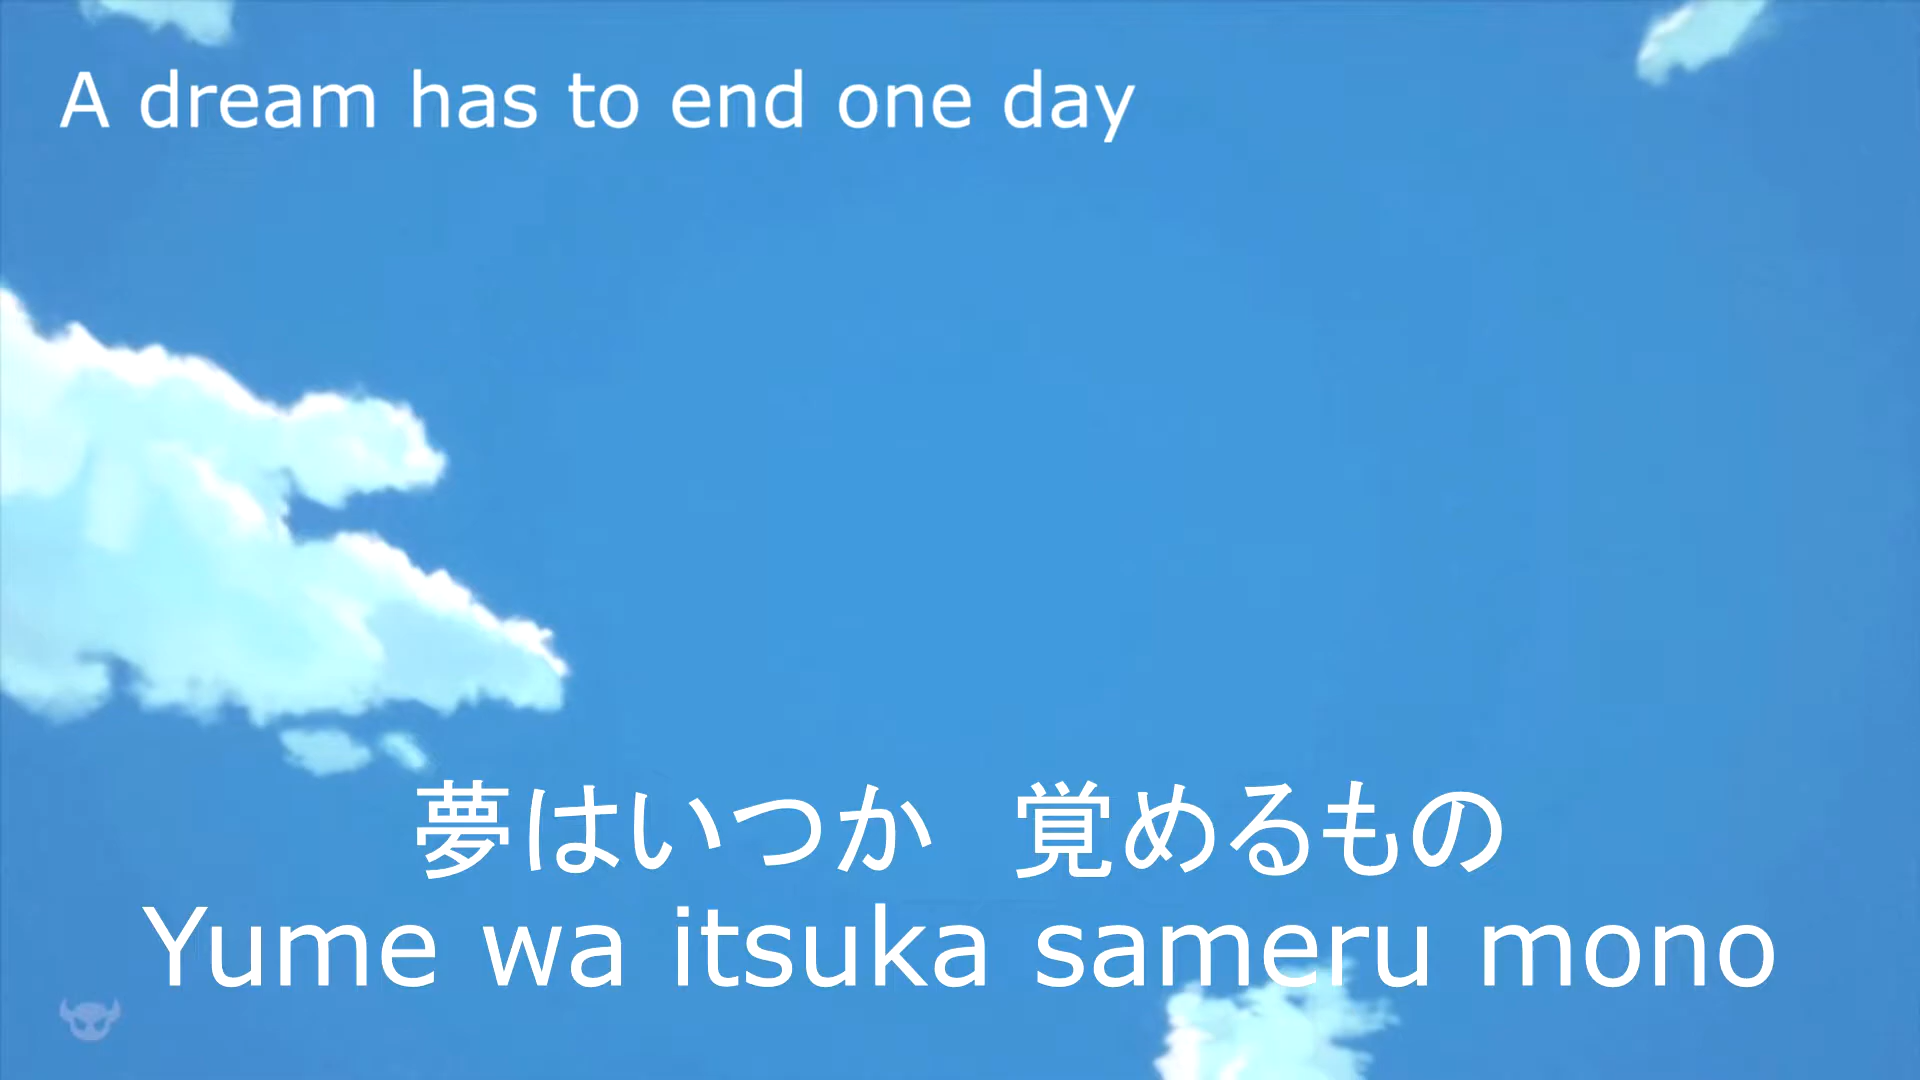 A dream has to end one day
夢はいつか　覚めるもの
Yume wa itsuka sameru mono